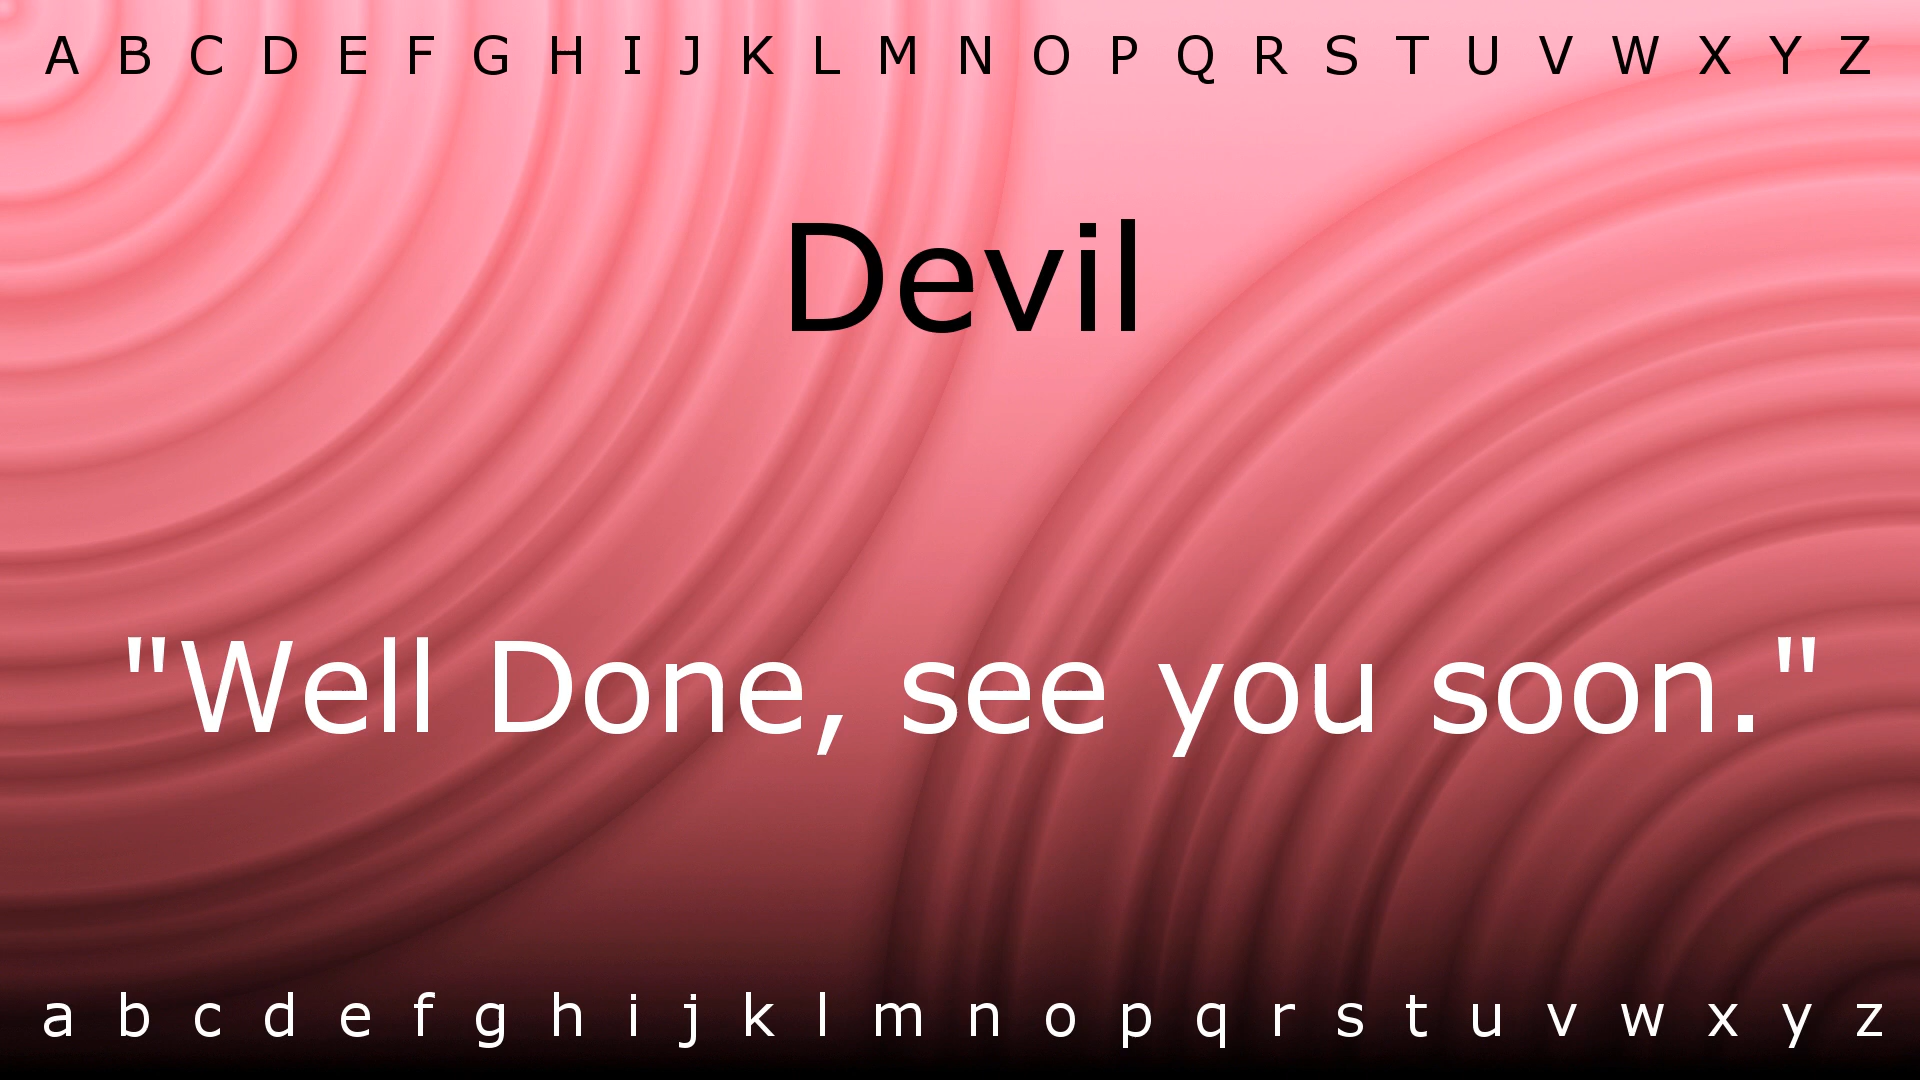 A B C D E F G H I J K L M N O P Q R S T U V W X Y Z
Devil
"Well Done, see you soon."
a b c d e f g h i j k l m n o p q r s t u v w x y z